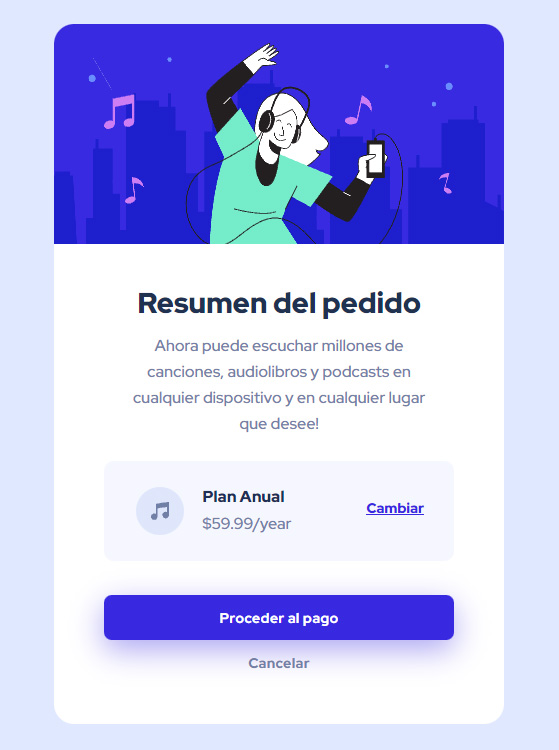 Resumen del pedido
Ahora puede escuchar millones de
canciones, audiolibros y podcasts en
cualquier dispositivo y en cualquier lugar
que desee!
Plan Anual
$59.99/year
Cambiar
Proceder al pago
Cancelar